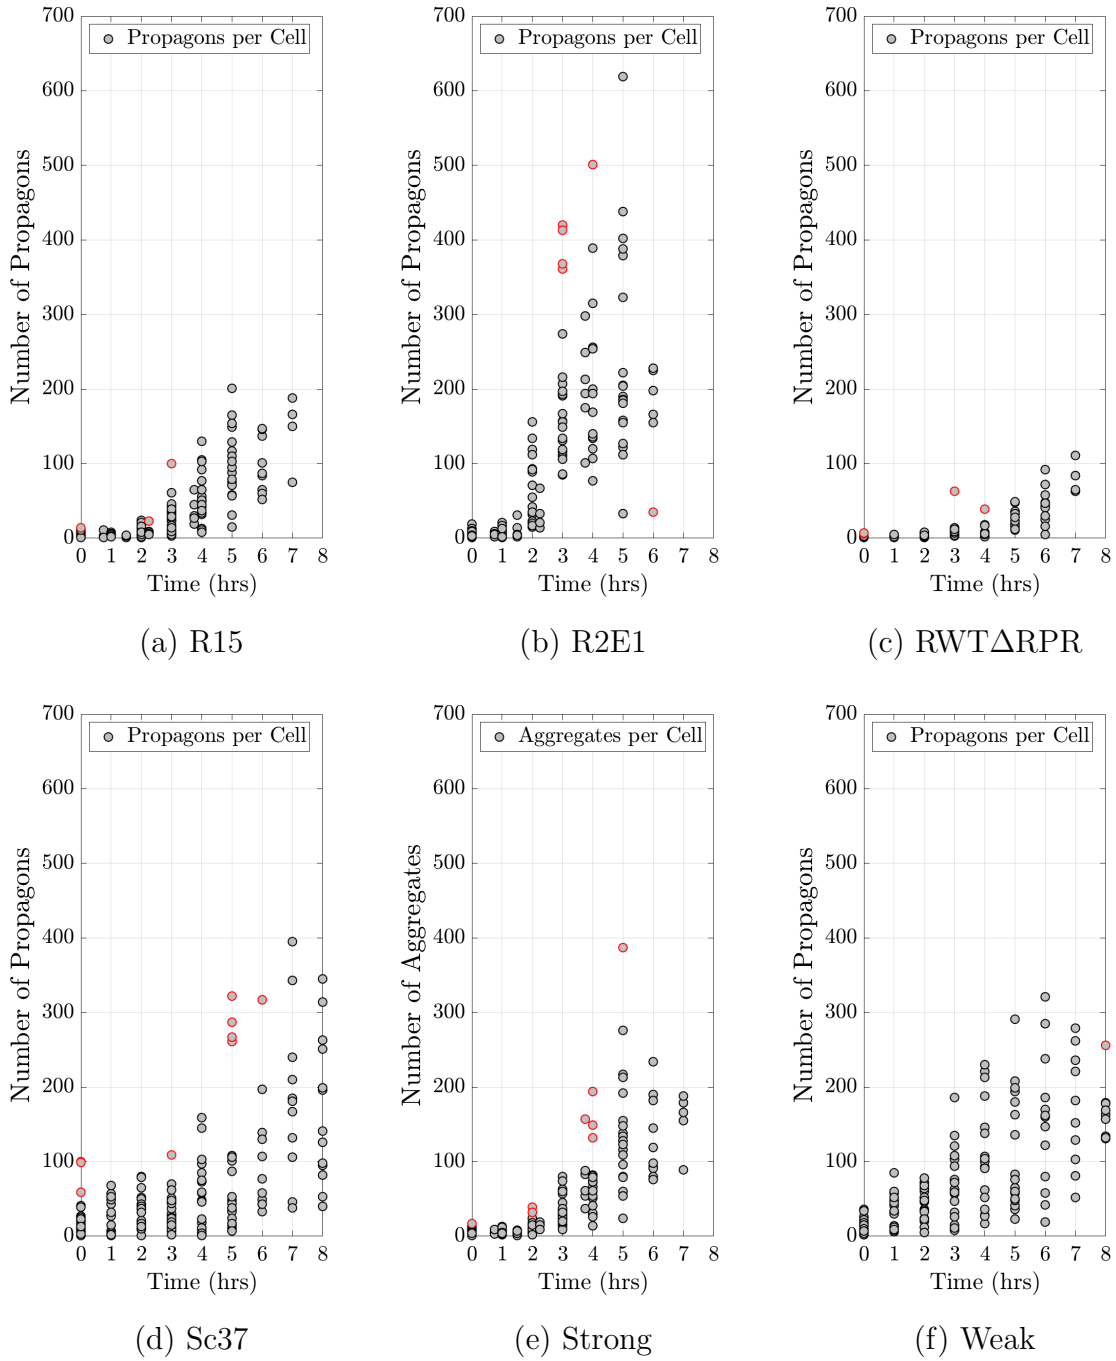 700
600
500
400
300
200
100
0
Number of Propagons
Propagons per Cell
0 1 2 3 4 5 6 7 8
Time (hrs)
(a) R15
700
600
500
400
300
200
100
0
Number of Propagons
Propagons per Cell
0 1 2 3 4 5 6 7 8
Time (hrs)
(b) R2E1
700
600
500
400
300
200
100
0
Number of Propagons
Propagons per Cell
0 1 2 3 4 5 6 7 8
Time (hrs)
(c) RWTΔRPR
700
600
500
400
300
200
100
0
Number of Propagons
Propagons per Cell
0 1 2 3 4 5 6 7 8
Time (hrs)
(d) Sc37
700
600
500
400
300
200
100
0
Number of Aggregates
Aggregates per Cell
0 1 2 3 4 5 6 7 8
Time (hrs)
(e) Strong
700
600
500
400
300
200
100
0
Number of Propagons
Propagons per Cell
0 1 2 3 4 5 6 7 8
Time (hrs)
(f) Weak